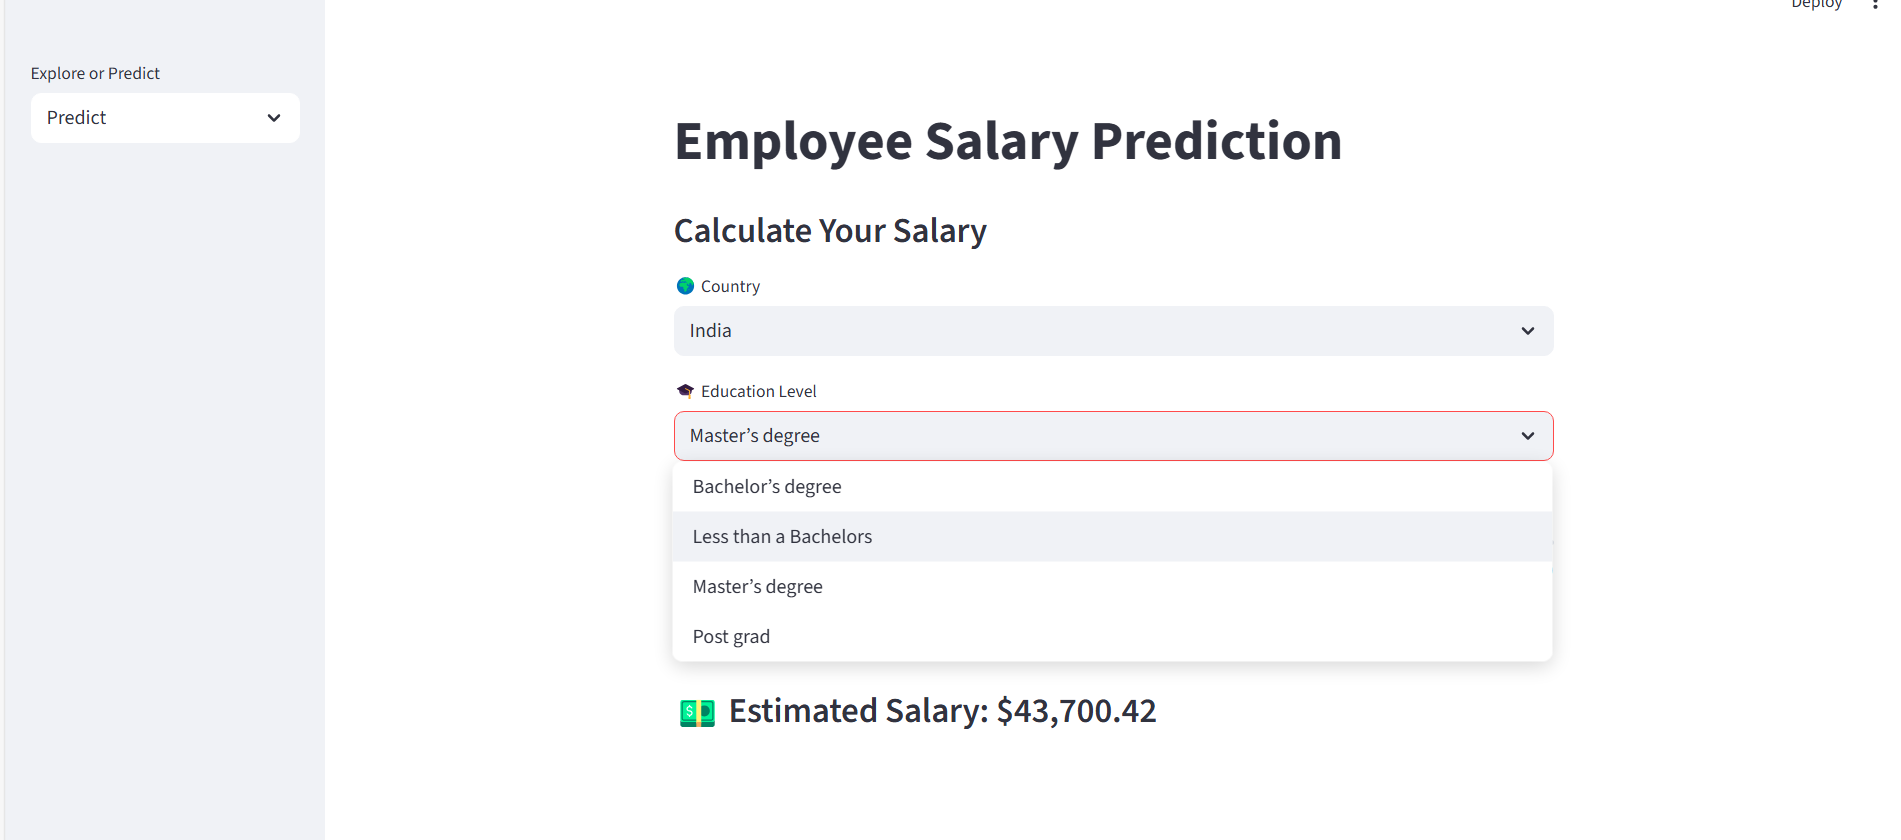 Deploy
Explore or Predict
Predict
Employee Salary Prediction
Calculate Your Salary
Country
India
Education Level
Master’s degree
Bachelor’s degree
Less than a Bachelors
Master’s degree
Post grad
Estimated Salary: $43,700.42